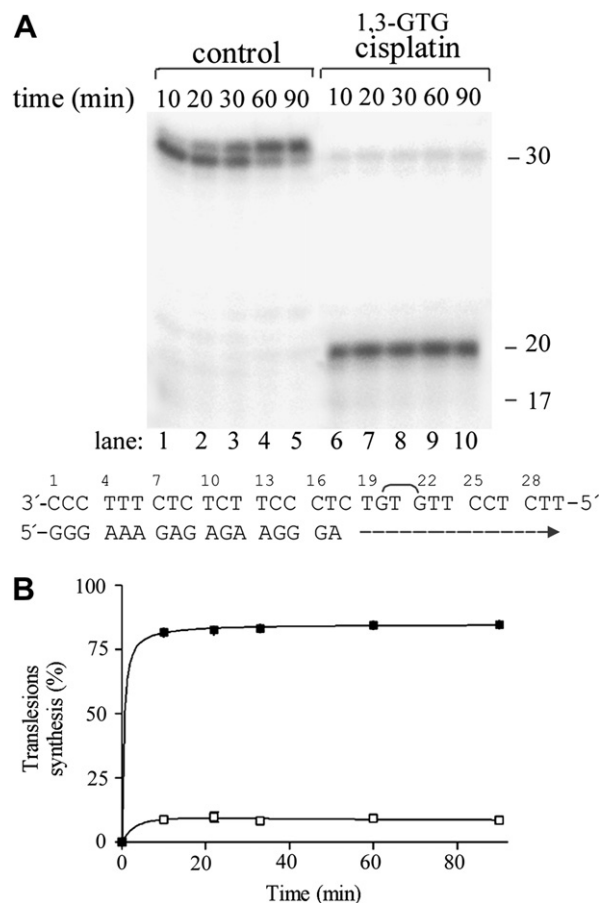 A
1,3-GTG
control cisplatin
time (min) 10 20 30 60 90 10 20 30 60 90
- 30
- 20
- 17
lane: 1 2 3 4 5 6 7 8 9 10
1 4 7 10 13 16 19 22 25 28
3´-CCC TTT CTC TCT TCC CTC TGTG TT CCT CTT-5´
5´-GGG AAA GAG AGA AGG GA
B
Translesions
synthesis (%)
100
75
50
25
0
0 20 40 60 80
Time (min)